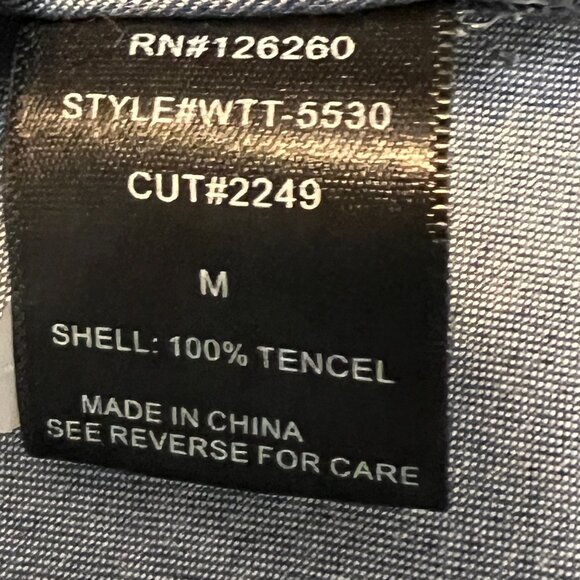 RN#126260
STYLE#WTT-5530
CUT#2249
M
SHELL: 100% TENCEL
MADE IN CHINA
SEE REVERSE FOR CARE